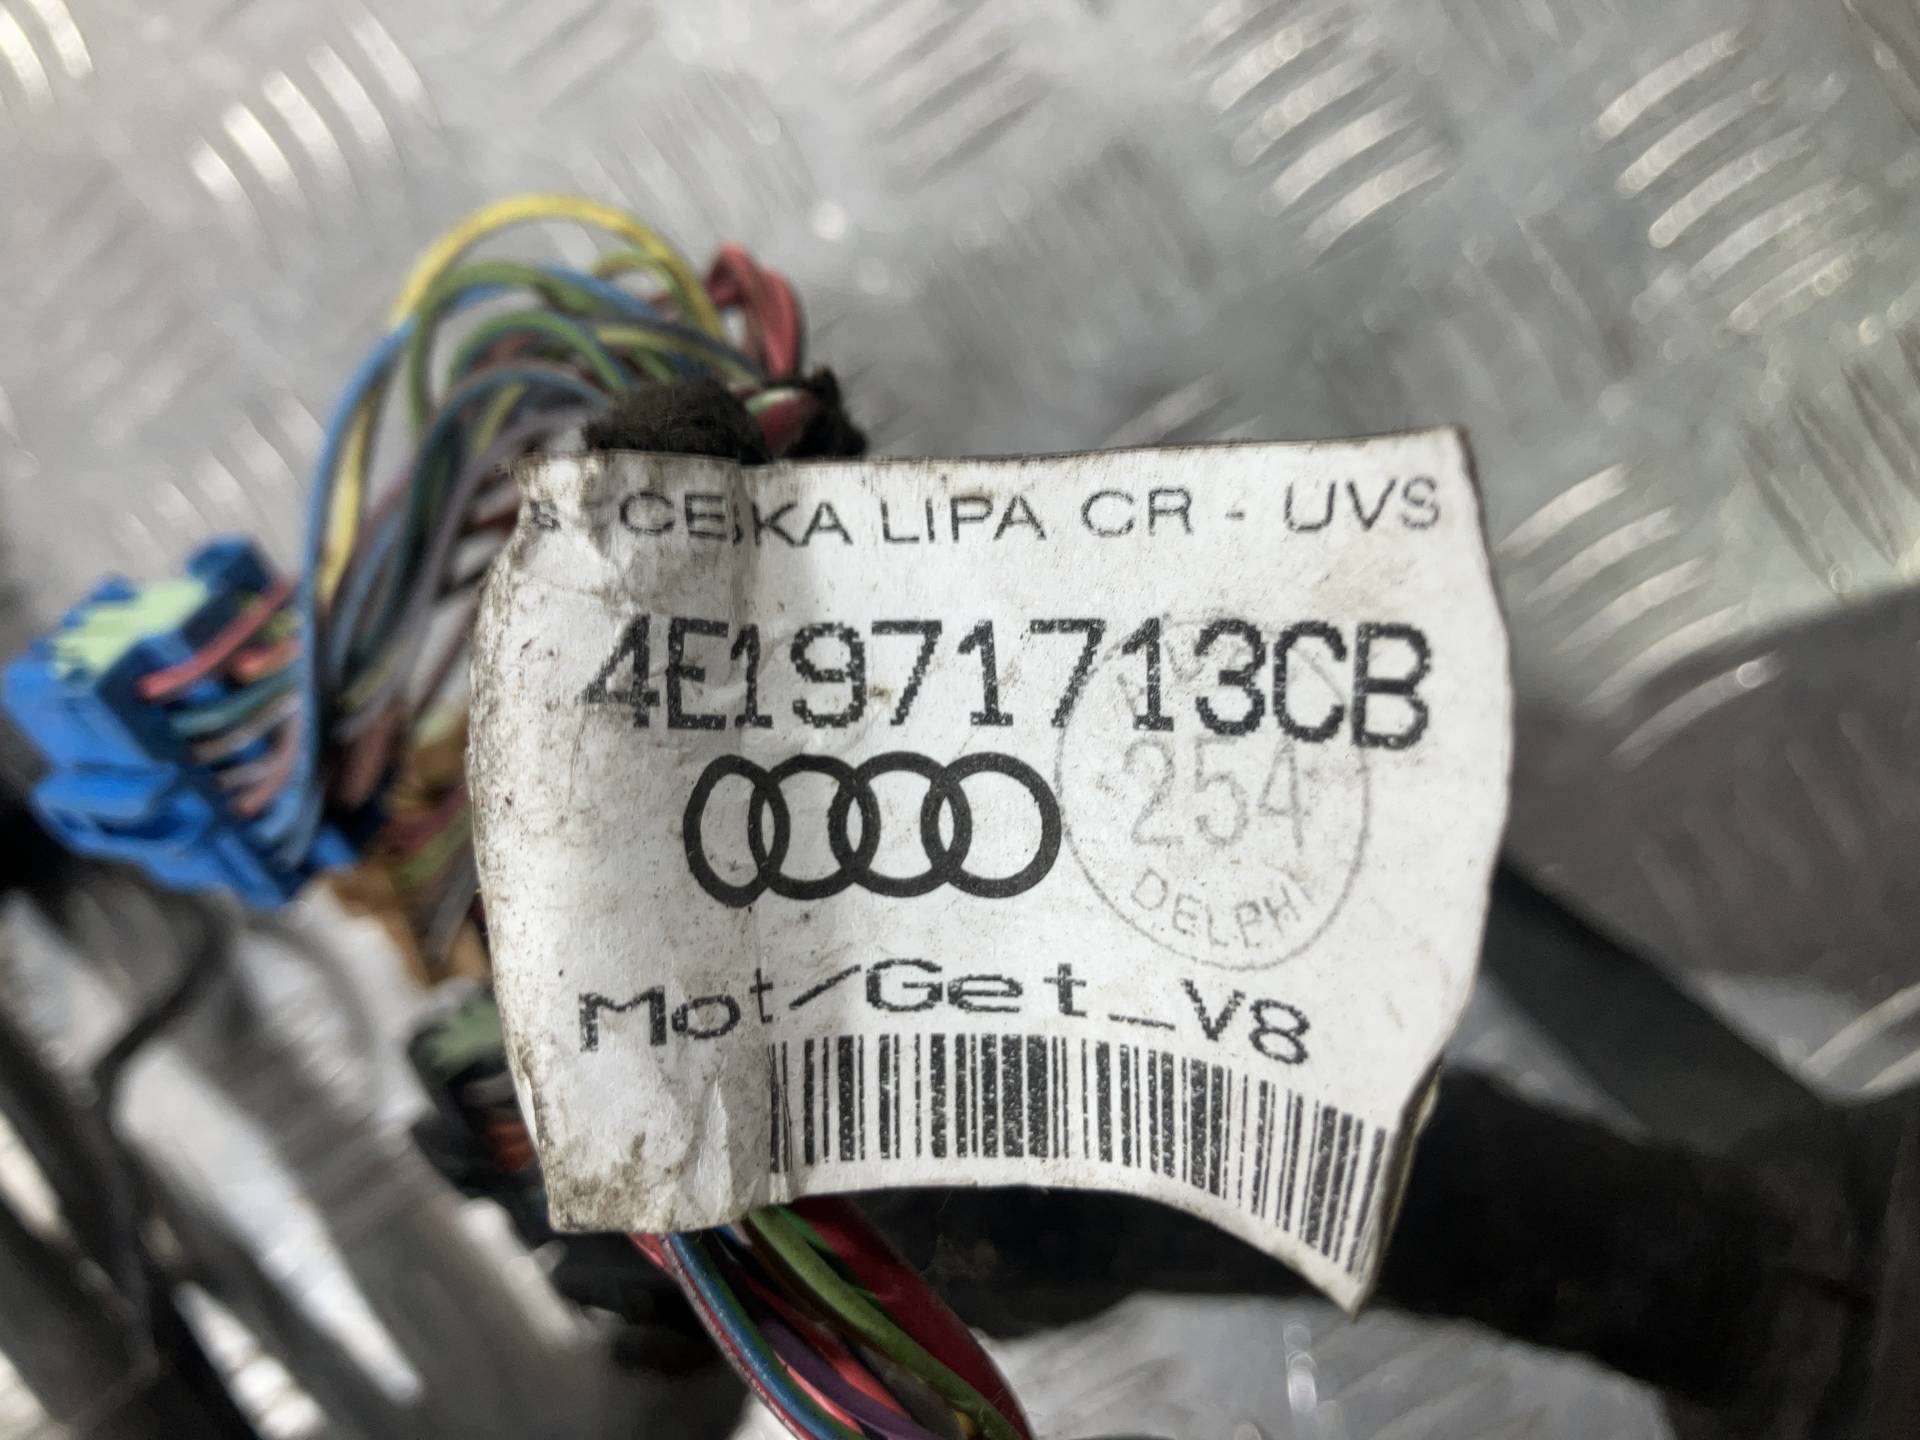 CESKA LIPA CR - UVS
4E1971713CB
254
DELPHI
Mot/Get_V8